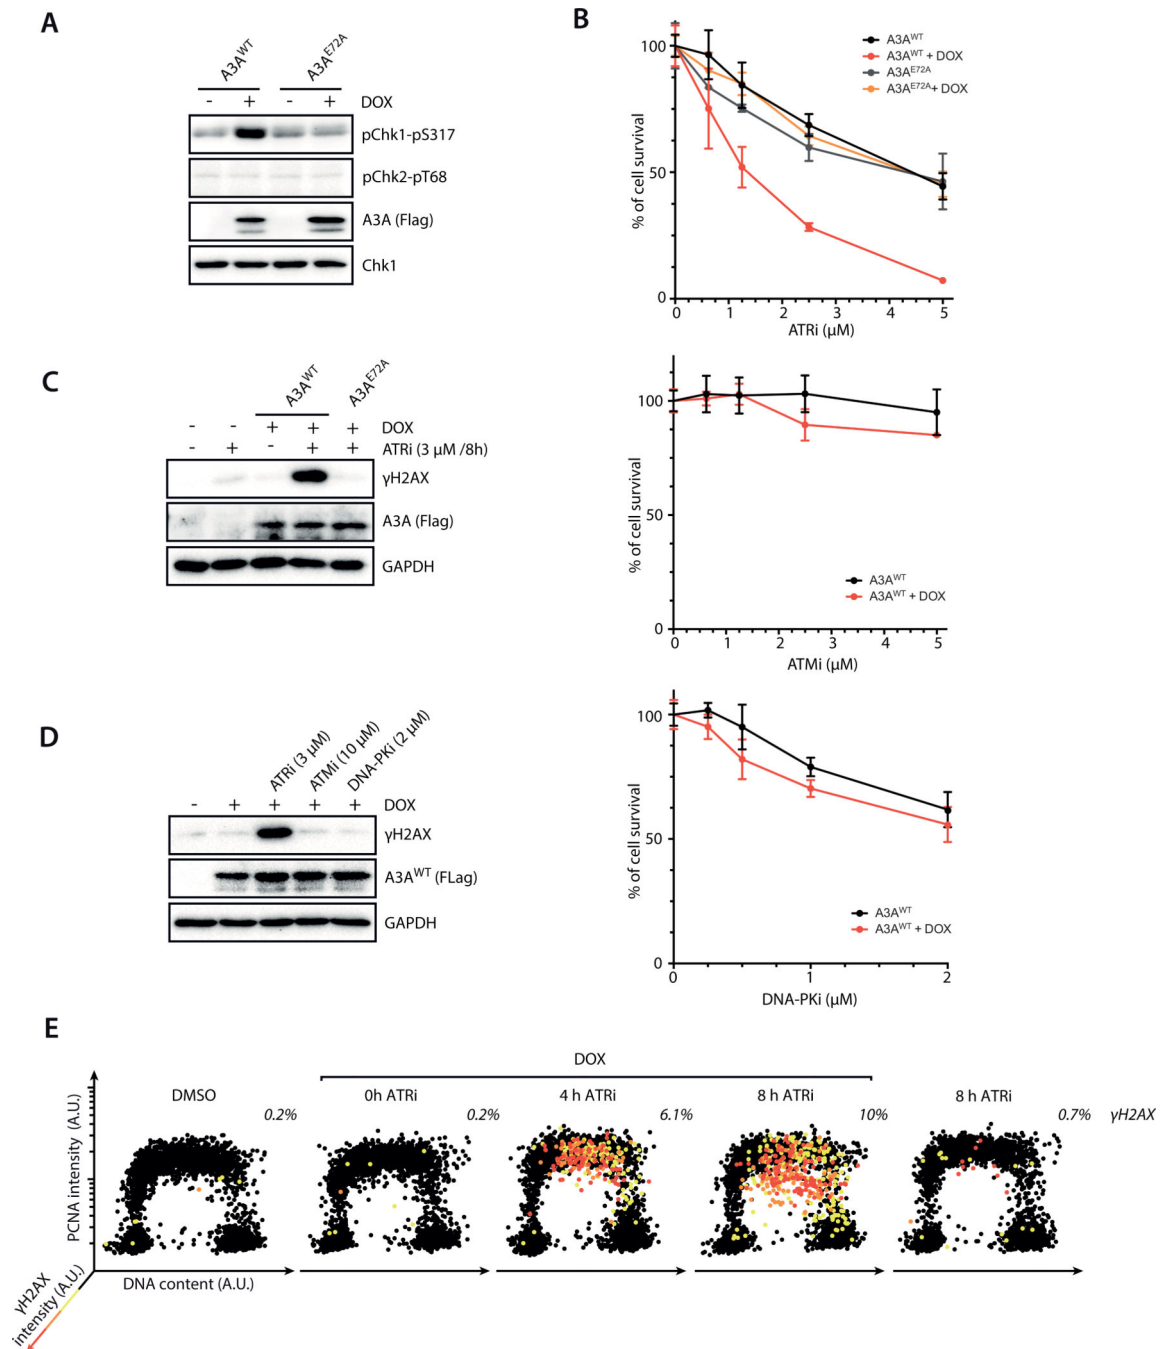 A
A3A^WT A3A^E72A
- + - + DOX
pChk1-pS317
pChk2-pT68
A3A (Flag)
Chk1
B
100
50
0
% of cell survival
0 1 2 3 4 5
ATRi (µM)
A3A^WT
A3A^WT + DOX
A3A^E72A
A3A^E72A + DOX
100
50
0
% of cell survival
0 1 2 3 4 5
ATMi (µM)
A3A^WT
A3A^WT + DOX
100
50
0
% of cell survival
0 1 2
DNA-PKi (µM)
A3A^WT
A3A^WT + DOX
C
A3A^WT A3A^E72A
- - + + + DOX
- + - + + ATRi (3 µM /8h)
γH2AX
A3A (Flag)
GAPDH
D
ATRi (3 µM) ATMi (10 µM) DNA-PKi (2 µM)
- + + + + DOX
γH2AX
A3A^WT (FLag)
GAPDH
E
DOX
DMSO 0h ATRi 4 h ATRi 8 h ATRi 8 h ATRi
0.2% 0.2% 6.1% 10% 0.7% γH2AX
PCNA intensity (A.U.)
DNA content (A.U.)
γH2AX
intensity (A.U.)